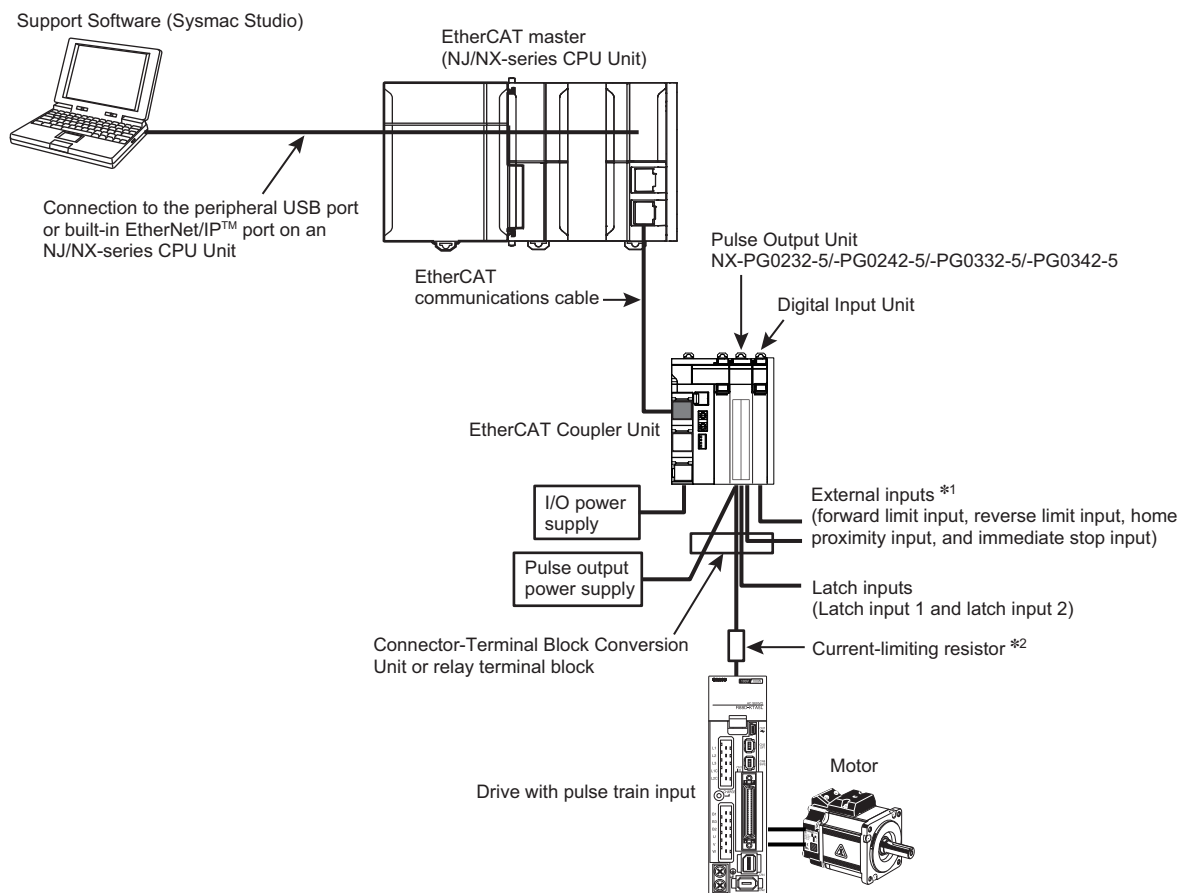 Support Software (Sysmac Studio)
EtherCAT master
(NJ/NX-series CPU Unit)
Connection to the peripheral USB port
or built-in EtherNet/IP™ port on an
NJ/NX-series CPU Unit
EtherCAT
communications cable
Pulse Output Unit
NX-PG0232-5/-PG0242-5/-PG0332-5/-PG0342-5
Digital Input Unit
EtherCAT Coupler Unit
I/O power
supply
External inputs *1
(forward limit input, reverse limit input, home
proximity input, and immediate stop input)
Pulse output
power supply
Latch inputs
(Latch input 1 and latch input 2)
Connector-Terminal Block Conversion
Unit or relay terminal block
Current-limiting resistor *2
Drive with pulse train input
Motor